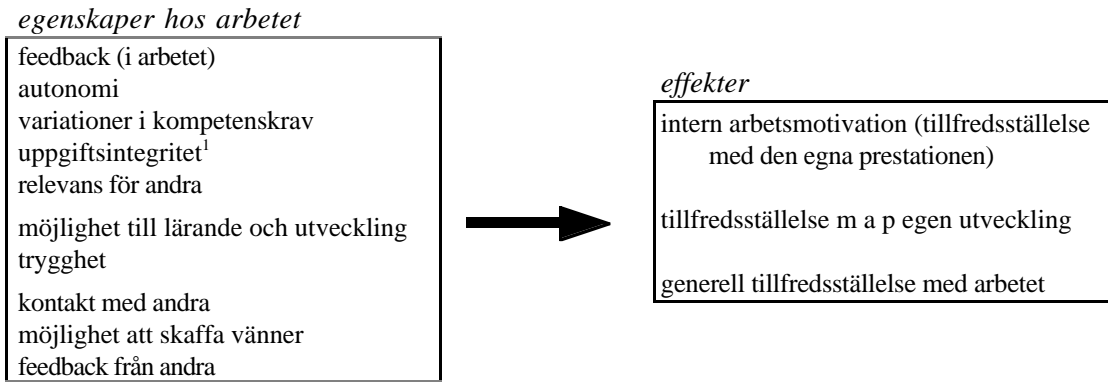 egenskaper hos arbetet
feedback (i arbetet)
autonomi
variationer i kompetenskrav
uppgiftsintegritet¹
relevans för andra
möjlighet till lärande och utveckling
trygghet
kontakt med andra
möjlighet att skaffa vänner
feedback från andra
effekter
intern arbetsmotivation (tillfredsställelse
med den egna prestationen)
tillfredsställelse m a p egen utveckling
generell tillfredsställelse med arbetet